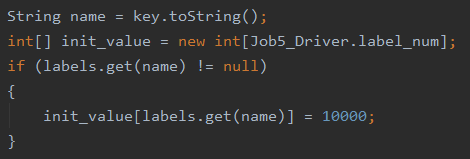 String name = key.toString();
int[] init_value = new int[Job5_Driver.label_num];
if (labels.get(name) != null)
{
    init_value[labels.get(name)] = 10000;
}